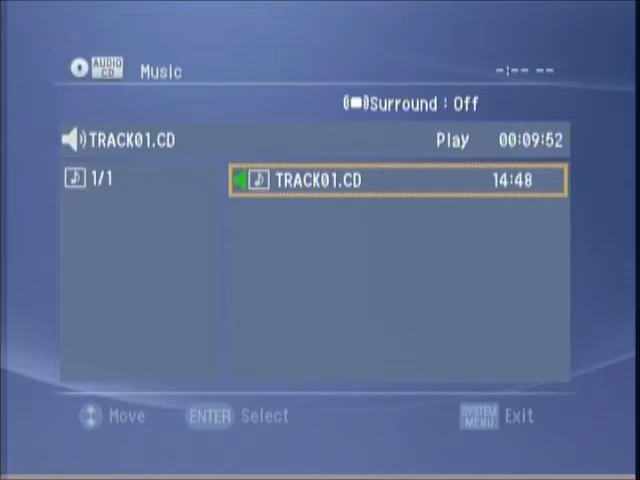 AUDIO CD Music -:-- --
Surround : Off
TRACK01.CD Play 00:09:52
1/1 TRACK01.CD 14:48
Move ENTER Select SYSTEM MENU Exit